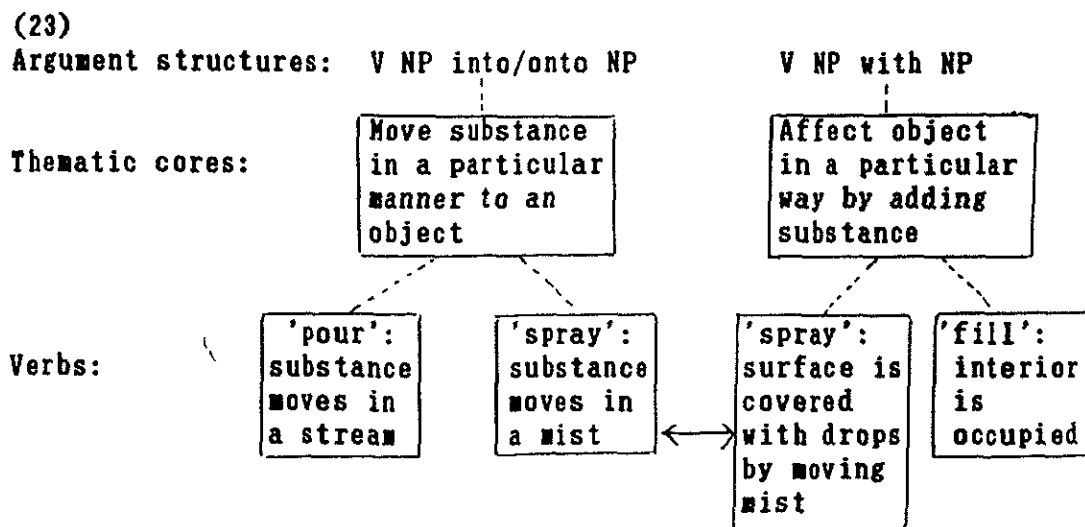 (23)
Argument structures: V NP into/onto NP V NP with NP
Thematic cores:
Move substance
in a particular
manner to an
object
Affect object
in a particular
way by adding
substance
Verbs:
'pour':
substance
moves in
a stream
'spray':
substance
moves in
a mist
'spray':
surface is
covered
with drops
by moving
mist
'fill':
interior
is
occupied